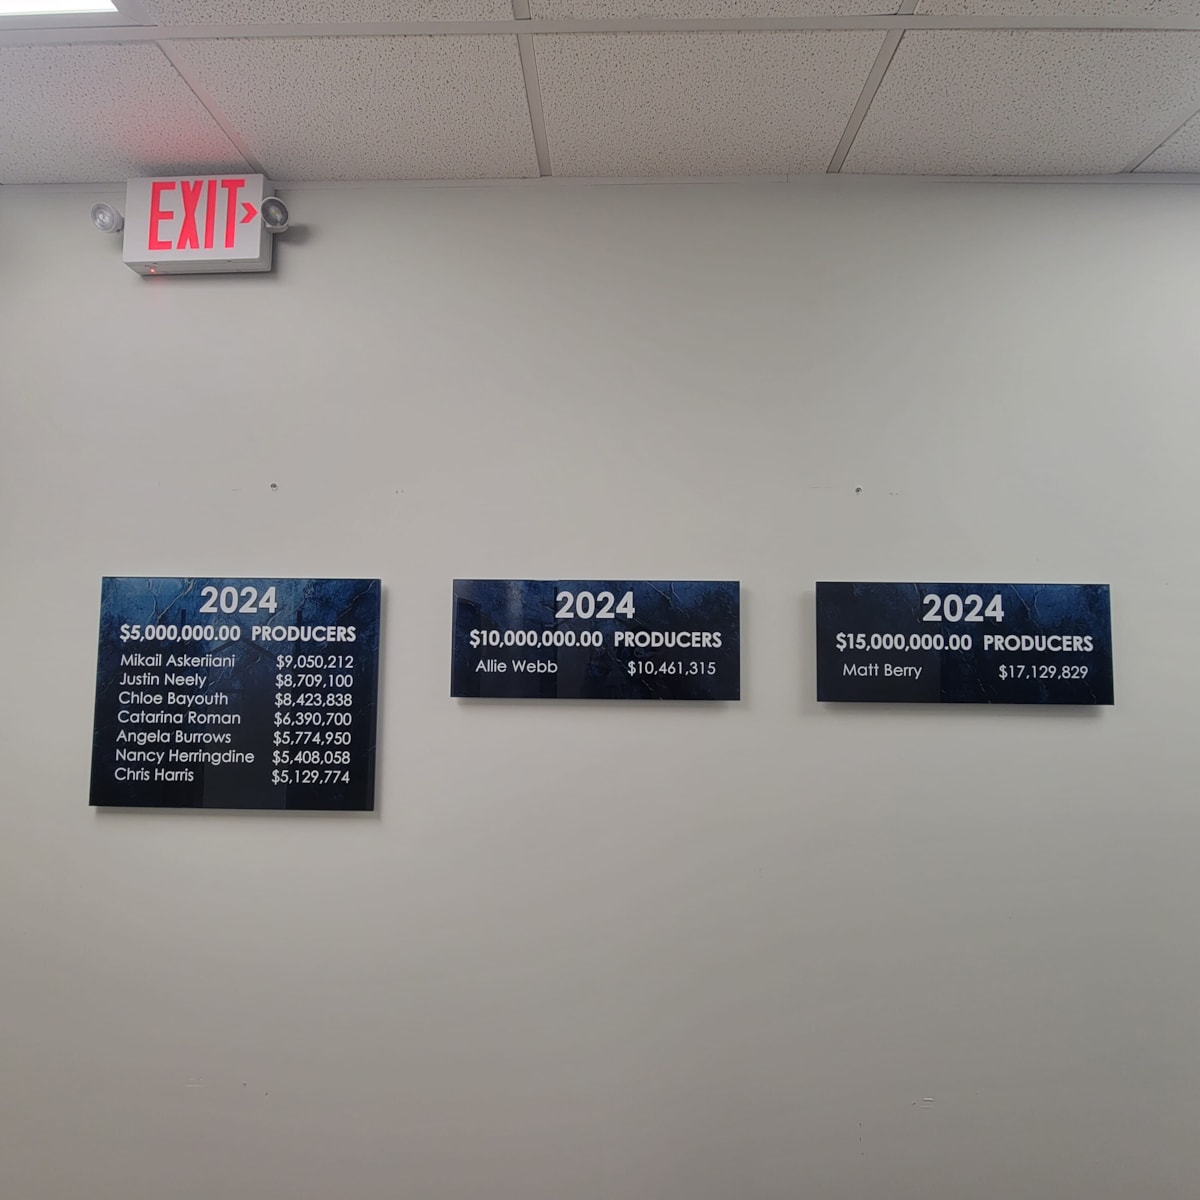 EXIT
2024
$5,000,000.00 PRODUCERS
Mikail Askeriiani $9,050,212
Justin Neely $8,709,100
Chloe Bayouth $8,423,838
Catarina Roman $6,390,700
Angela Burrows $5,774,950
Nancy Herringdine $5,408,058
Chris Harris $5,129,774
2024
$10,000,000.00 PRODUCERS
Allie Webb $10,461,315
2024
$15,000,000.00 PRODUCERS
Matt Berry $17,129,829